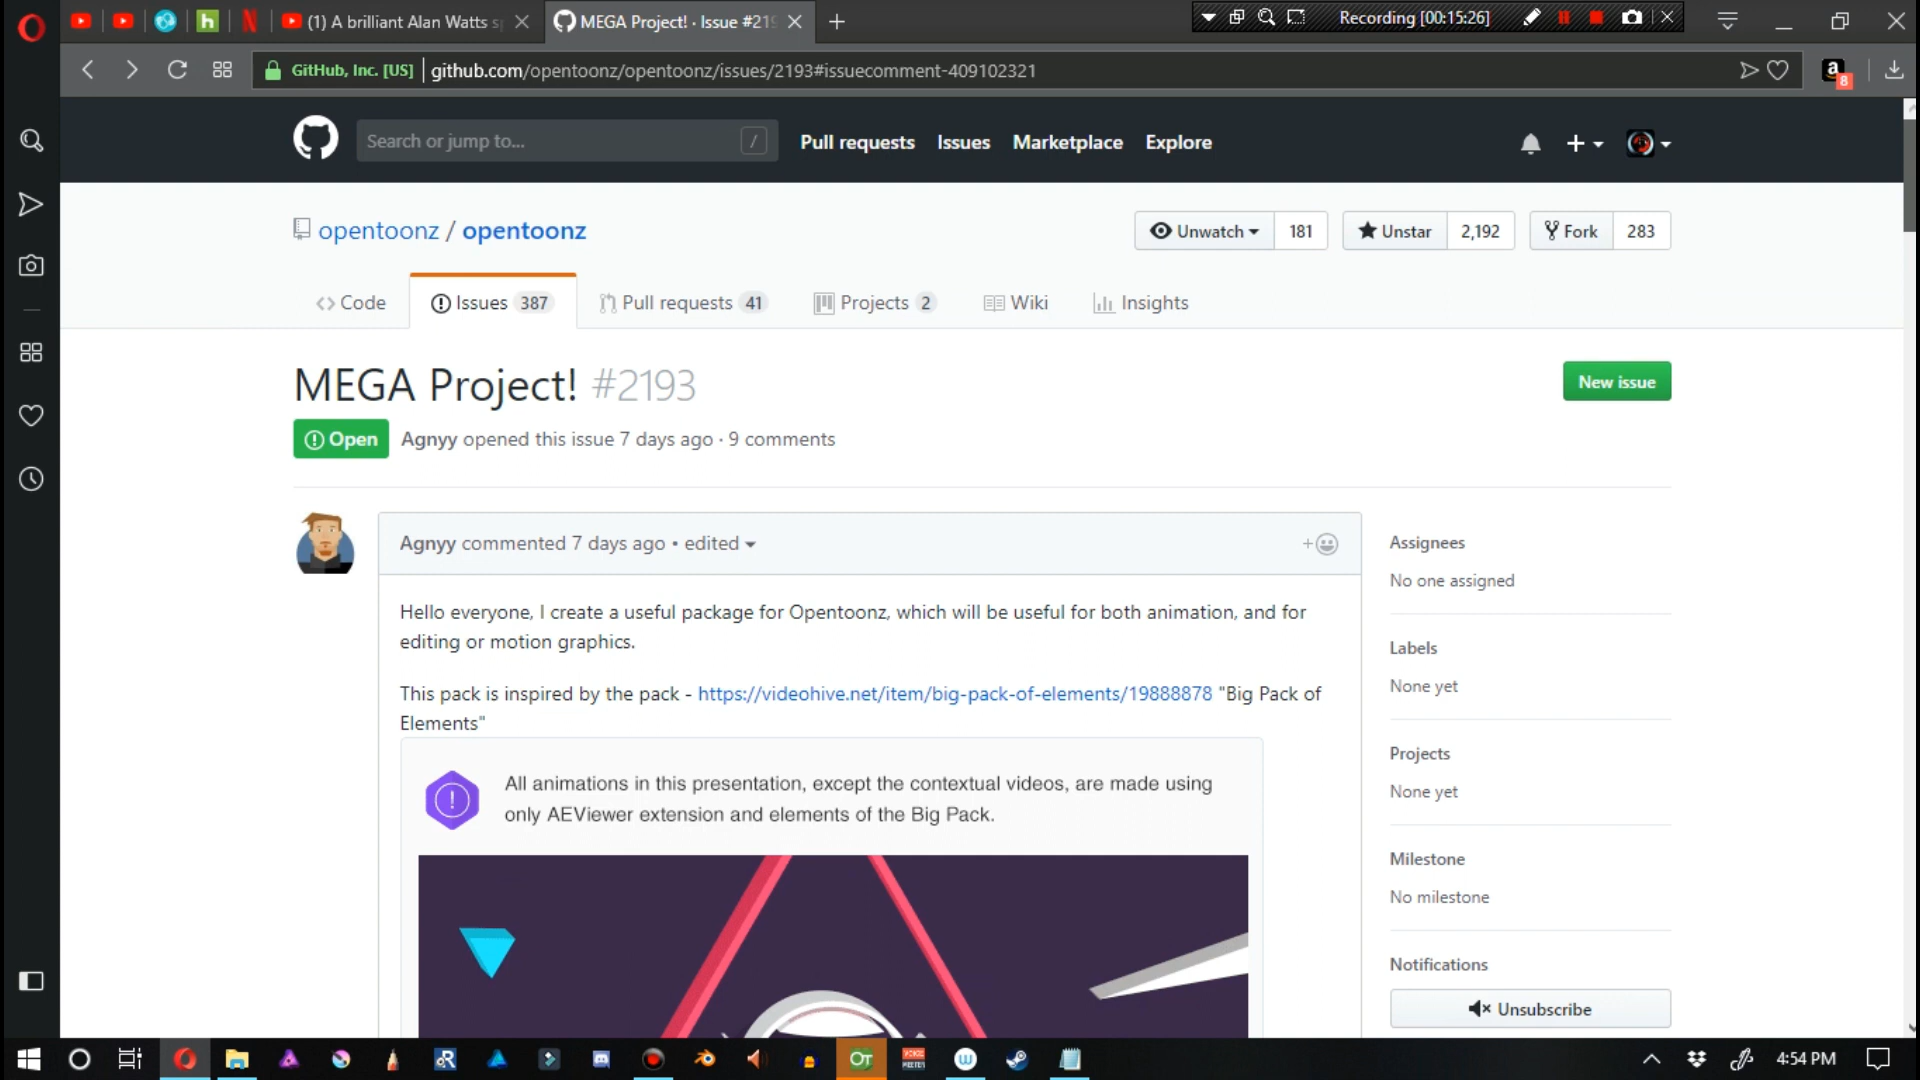 (1) A brilliant Alan Watts s
MEGA Project! · Issue #219
Recording [00:15:26]
GitHub, Inc. [US]
github.com/opentoonz/opentoonz/issues/2193#issuecomment-409102321
a
8
h
N
Search or jump to...
/
Pull requests
Issues
Marketplace
Explore
opentoonz / opentoonz
Unwatch
181
Unstar
2,192
Fork
283
Code
Issues 387
Pull requests 41
Projects 2
Wiki
Insights
MEGA Project! #2193
New issue
Open
Agnyy opened this issue 7 days ago · 9 comments
Agnyy commented 7 days ago • edited
Hello everyone, I create a useful package for Opentoonz, which will be useful for both animation, and for
editing or motion graphics.
This pack is inspired by the pack - https://videohive.net/item/big-pack-of-elements/19888878 "Big Pack of
Elements"
All animations in this presentation, except the contextual videos, are made using
only AEViewer extension and elements of the Big Pack.
Assignees
No one assigned
Labels
None yet
Projects
None yet
Milestone
No milestone
Notifications
Unsubscribe
OT
4:54 PM